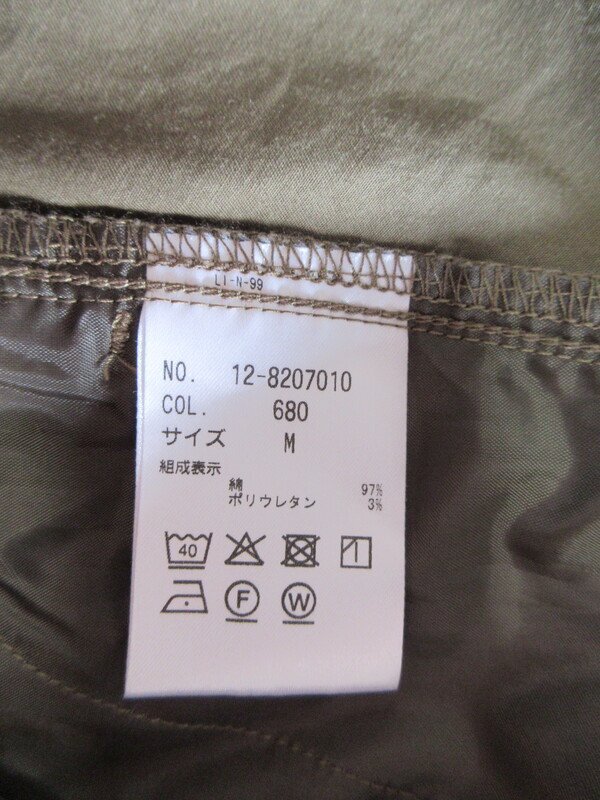 LI-N-99
NO. 12-8207010
COL. 680
サイズ M
組成表示
綿 97%
ポリウレタン 3%
40
F W